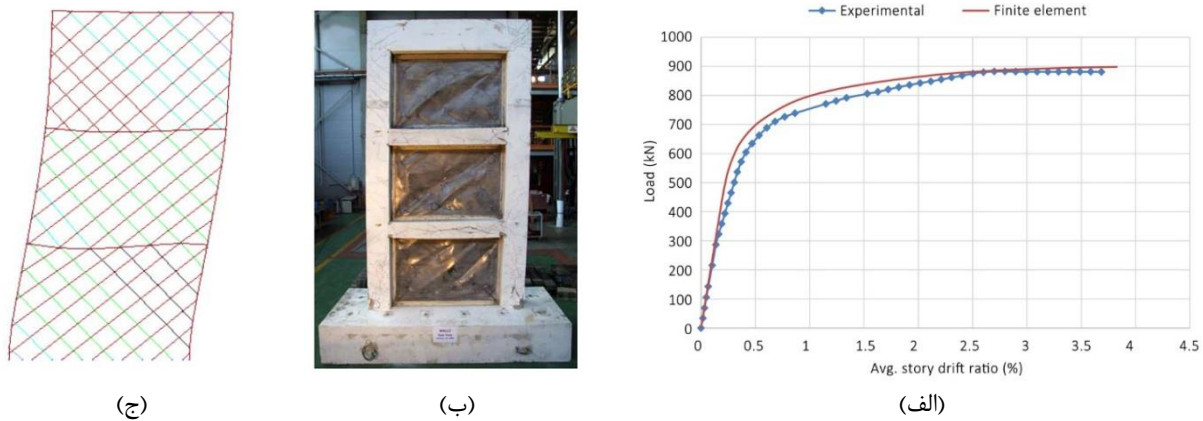 Experimental
Finite element
Load (kN)
1000
900
800
700
600
500
400
300
200
100
0
0 0.5 1 1.5 2 2.5 3 3.5 4 4.5
Avg. story drift ratio (%)
(الف)
(ب)
(ج)